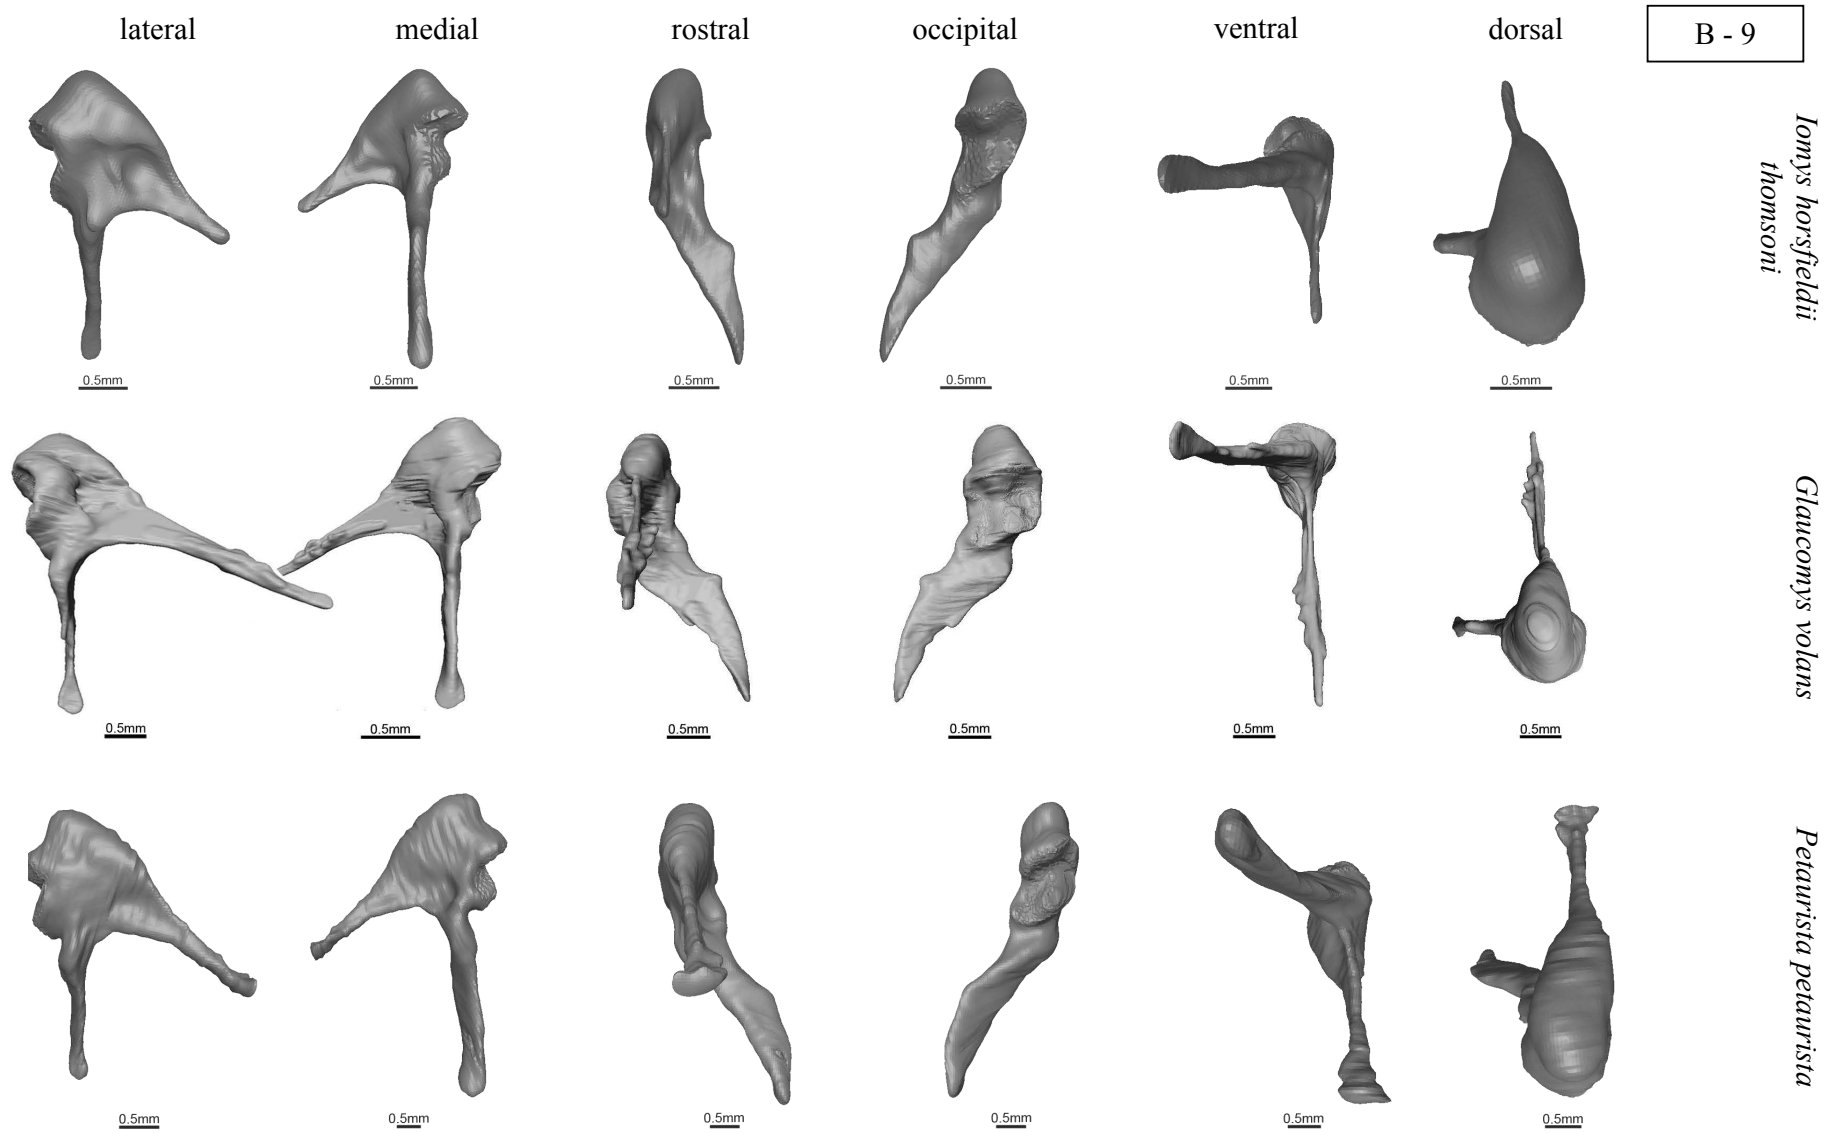 lateral medial rostral occipital ventral dorsal B - 9
Iomys horsfieldii
thomsoni
0.5mm 0.5mm 0.5mm 0.5mm 0.5mm 0.5mm
Glaucomys volans
0.5mm 0.5mm 0.5mm 0.5mm 0.5mm 0.5mm
Petaurista petaurista
0.5mm 0.5mm 0.5mm 0.5mm 0.5mm 0.5mm